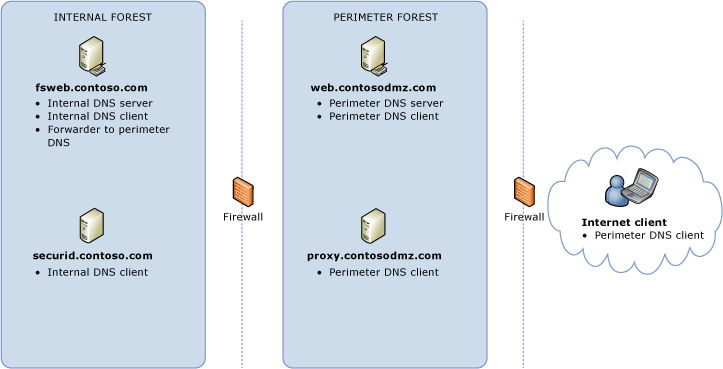 INTERNAL FOREST
fsweb.contoso.com
• Internal DNS server
• Internal DNS client
• Forwarder to perimeter
DNS
securid.contoso.com
• Internal DNS client
Firewall
PERIMETER FOREST
web.contosodmz.com
• Perimeter DNS server
• Perimeter DNS client
proxy.contosodmz.com
• Perimeter DNS client
Firewall
Internet client
• Perimeter DNS client